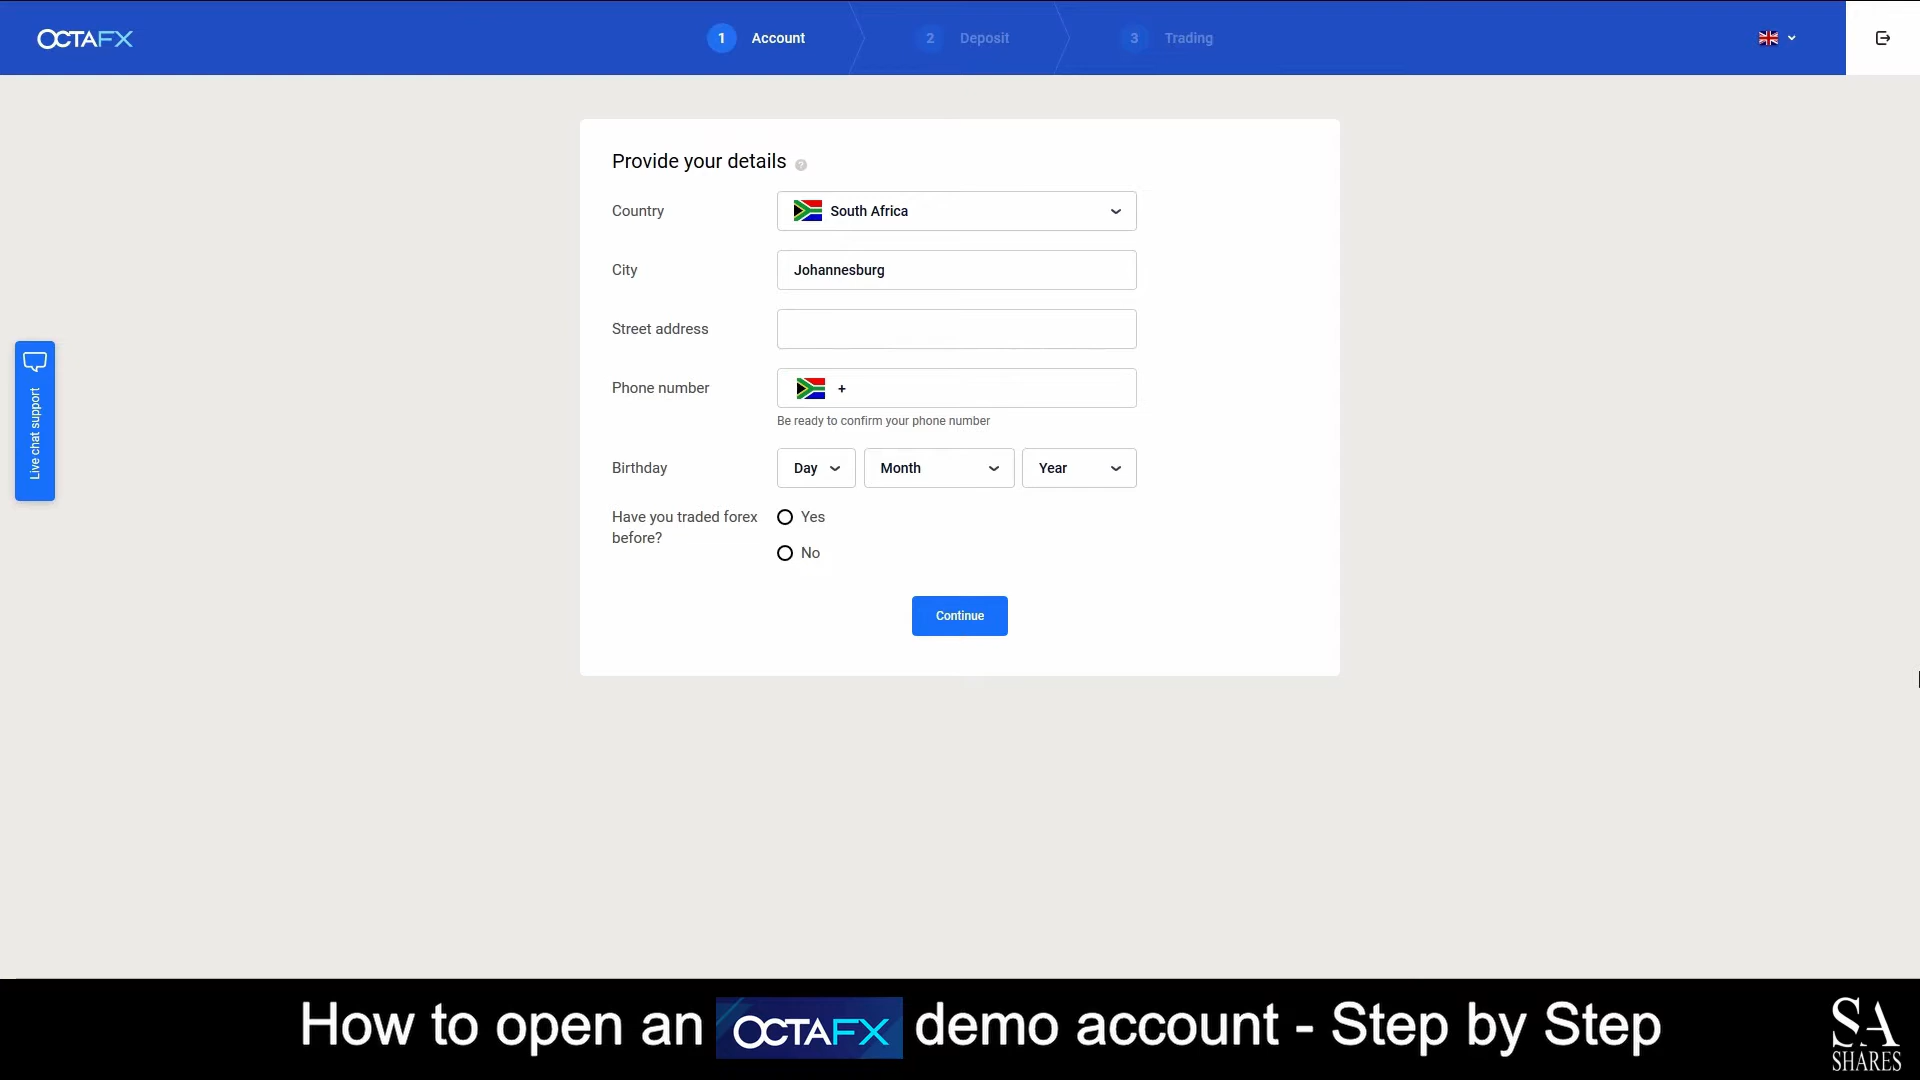 OCTAFX
1 Account
2 Deposit
3 Trading
Provide your details ?
Country
South Africa
City
Johannesburg
Street address
Phone number
+
Be ready to confirm your phone number
Birthday
Day
Month
Year
Have you traded forex
before?
Yes
No
Continue
Live chat support
How to open an OCTAFX demo account - Step by Step
SA
SHARES